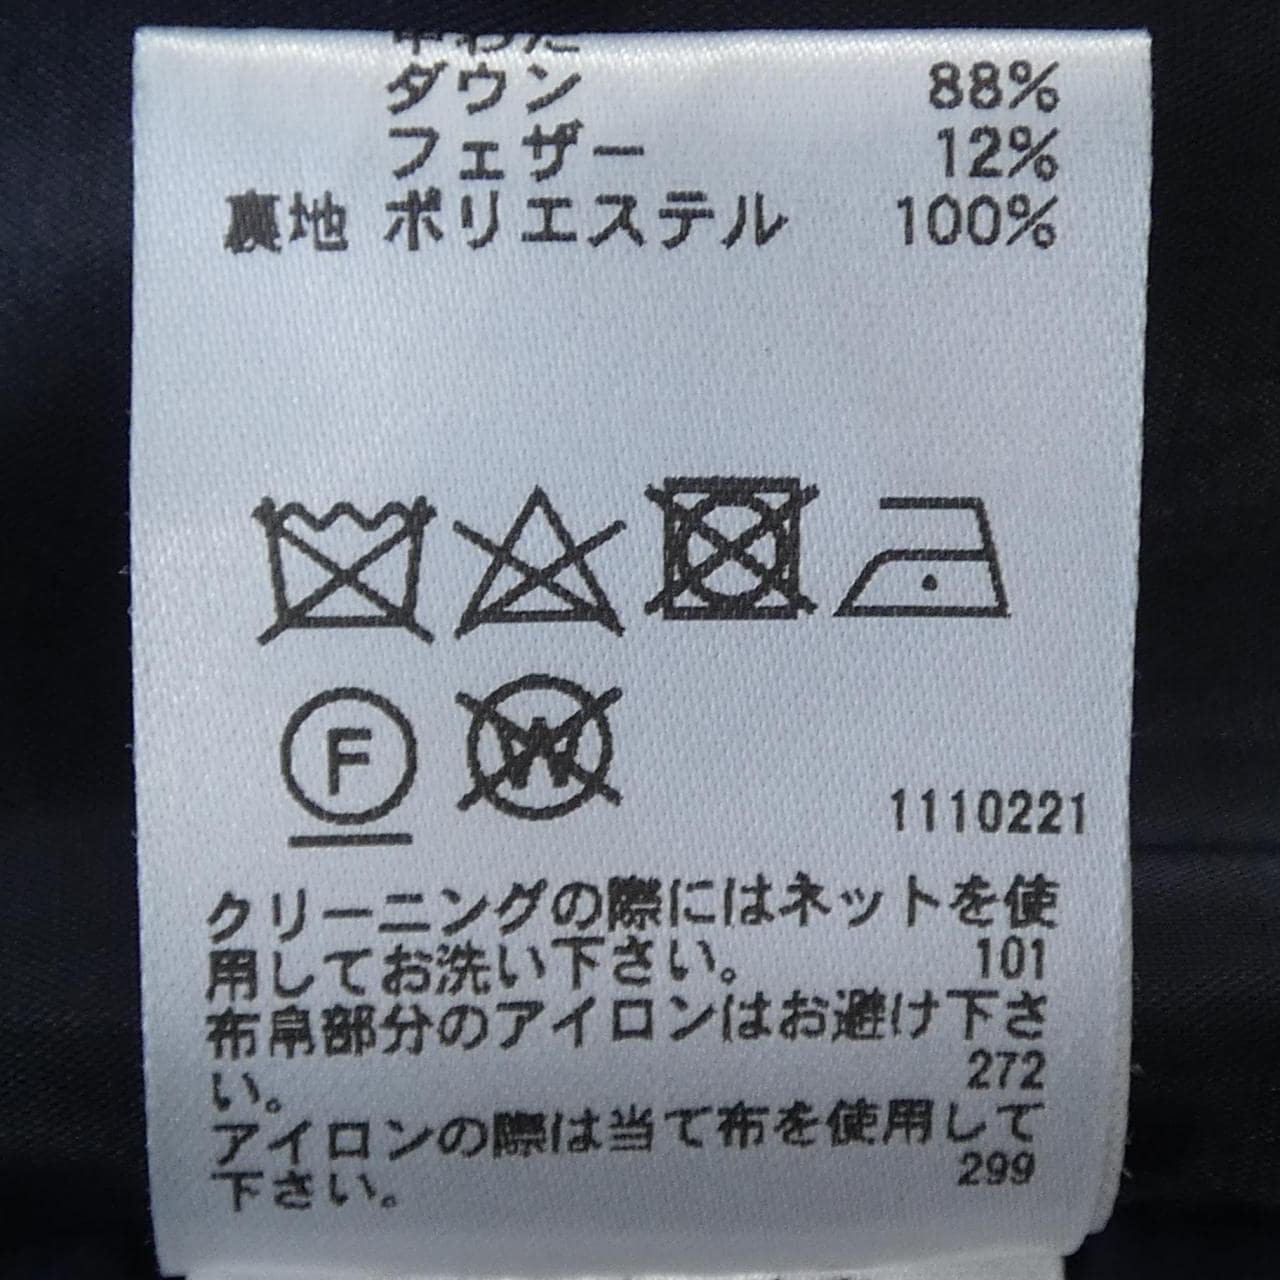 中わた
ダウン 88%
フェザー 12%
裏地 ポリエステル 100%
F W
1110221
クリーニングの際にはネットを使
用してお洗い下さい。 101
布帛部分のアイロンはお避け下さ
い。 272
アイロンの際は当て布を使用して
下さい。 299